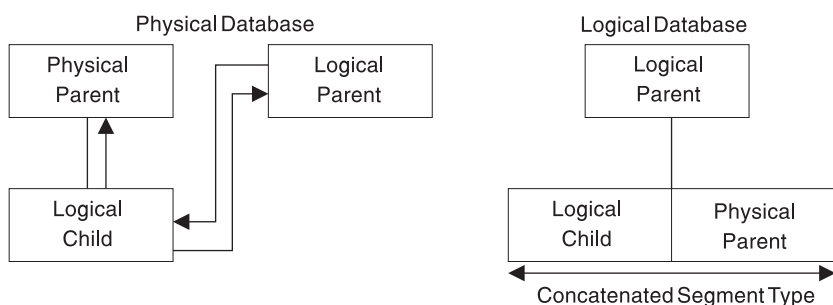 Physical Database
Physical
Parent
Logical
Parent
Logical
Child
Logical Database
Logical
Parent
Logical
Child
Physical
Parent
Concatenated Segment Type